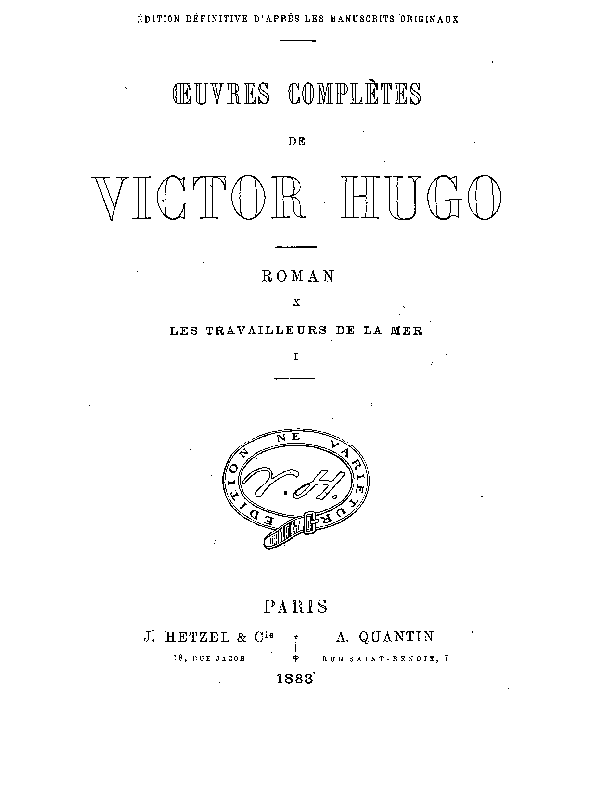 ÉDITION DÉFINITIVE D'APRÈS LES MANUSCRITS ORIGINAUX
ŒUVRES COMPLÈTES
DE
VICTOR HUGO
ROMAN
X
LES TRAVAILLEURS DE LA MER
I
EDITION NE VARIETUR
V.H.
PARIS
J. HETZEL & Cie
A. QUANTIN
18, RUE JACOB
RUE SAINT-BENOIT, 7
1883